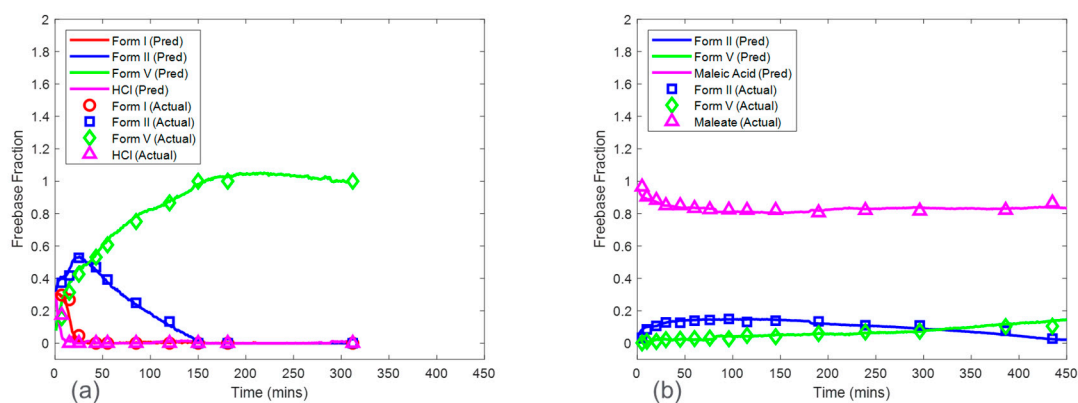 2
1.8
1.6
1.4
1.2
1
0.8
0.6
0.4
0.2
0
Freebase Fraction
Form I (Pred)
Form II (Pred)
Form V (Pred)
HCl (Pred)
Form I (Actual)
Form II (Actual)
Form V (Actual)
HCl (Actual)
0 50 100 150 200 250 300 350 400 450
Time (mins)
(a)
2
1.8
1.6
1.4
1.2
1
0.8
0.6
0.4
0.2
0
Freebase Fraction
Form II (Pred)
Form V (Pred)
Maleic Acid (Pred)
Form II (Actual)
Form V (Actual)
Maleate (Actual)
0 50 100 150 200 250 300 350 400 450
Time (mins)
(b)